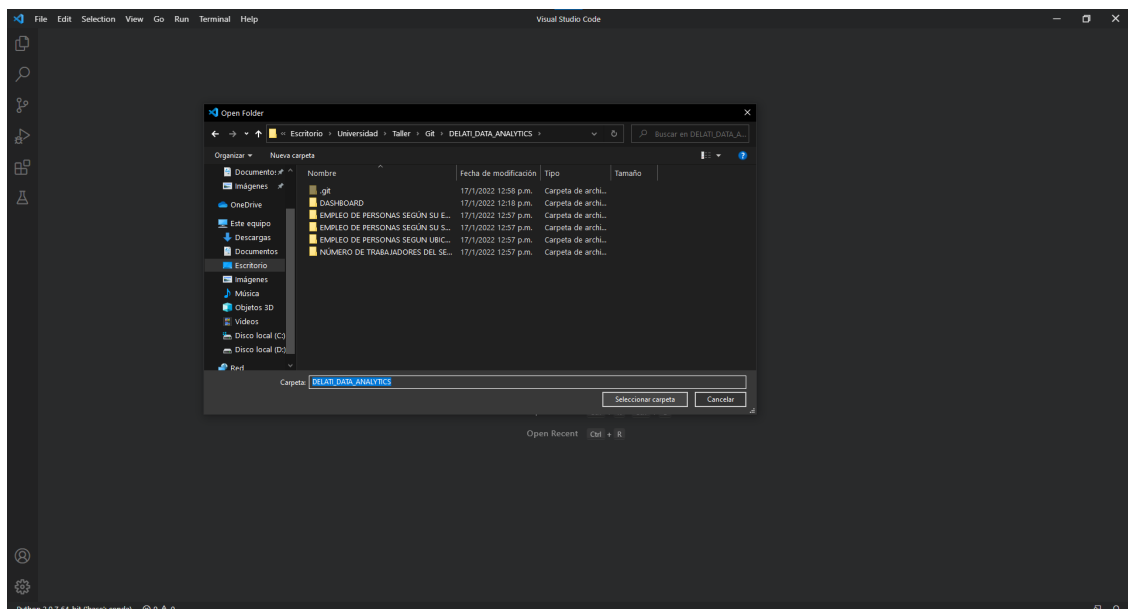 File Edit Selection View Go Run Terminal Help Visual Studio Code
Open Folder
« Escritorio › Universidad › Taller › Git › DELATI_DATA_ANALYTICS › Buscar en DELATI_DATA_A...
Organizar Nueva carpeta
Nombre Fecha de modificación Tipo Tamaño
Documentos
Imágenes
OneDrive
Este equipo
Descargas
Documentos
Escritorio
Imágenes
Música
Objetos 3D
Videos
Disco local (C:)
Disco local (D:)
Red
.git 17/1/2022 12:58 p.m. Carpeta de archi...
DASHBOARD 17/1/2022 12:18 p.m. Carpeta de archi...
EMPLEO DE PERSONAS SEGÚN SU E... 17/1/2022 12:57 p.m. Carpeta de archi...
EMPLEO DE PERSONAS SEGÚN SU S... 17/1/2022 12:57 p.m. Carpeta de archi...
EMPLEO DE PERSONAS SEGUN UBIC... 17/1/2022 12:57 p.m. Carpeta de archi...
NÚMERO DE TRABAJADORES DEL SE... 17/1/2022 12:57 p.m. Carpeta de archi...
Carpeta: DELATI_DATA_ANALYTICS
Seleccionar carpeta Cancelar
Open Recent Ctrl + R